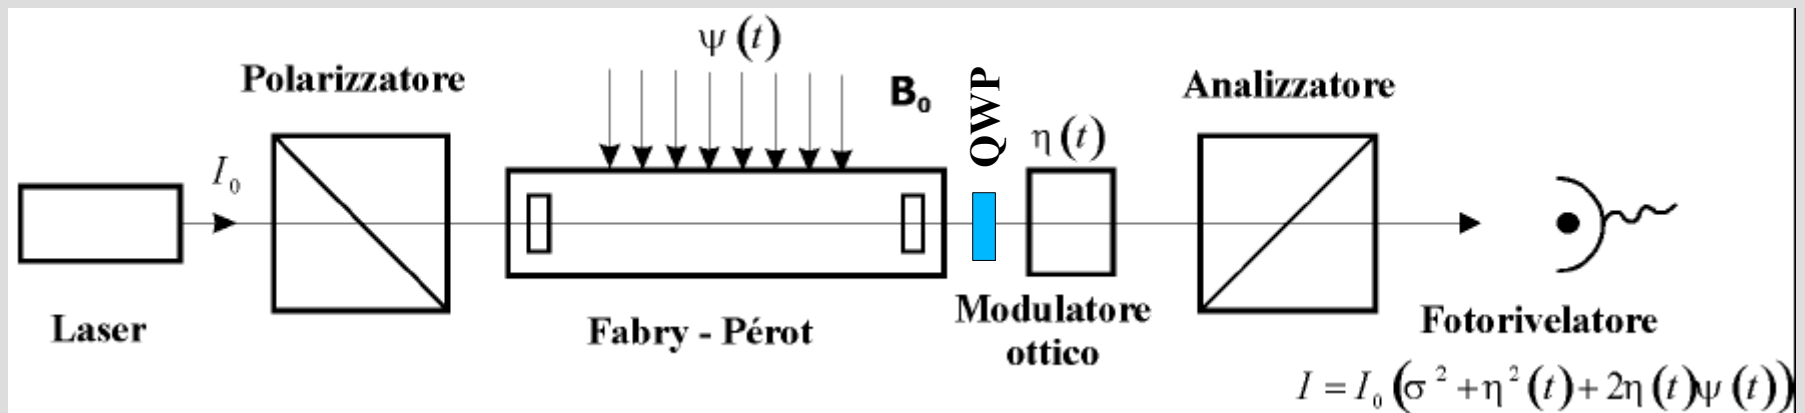 ψ (t)
Polarizzatore
B₀
QWP
Analizzatore
η (t)
I₀
Laser
Fabry - Pérot
Modulatore
ottico
Fotorivelatore
I = I₀ (σ² + η² (t) + 2η (t)ψ (t))